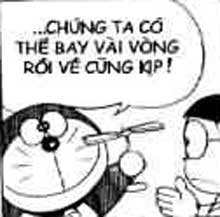 ...CHÚNG TA CÓ
THỂ BAY VÀI VÒNG
RỒI VỀ CŨNG KỊP!